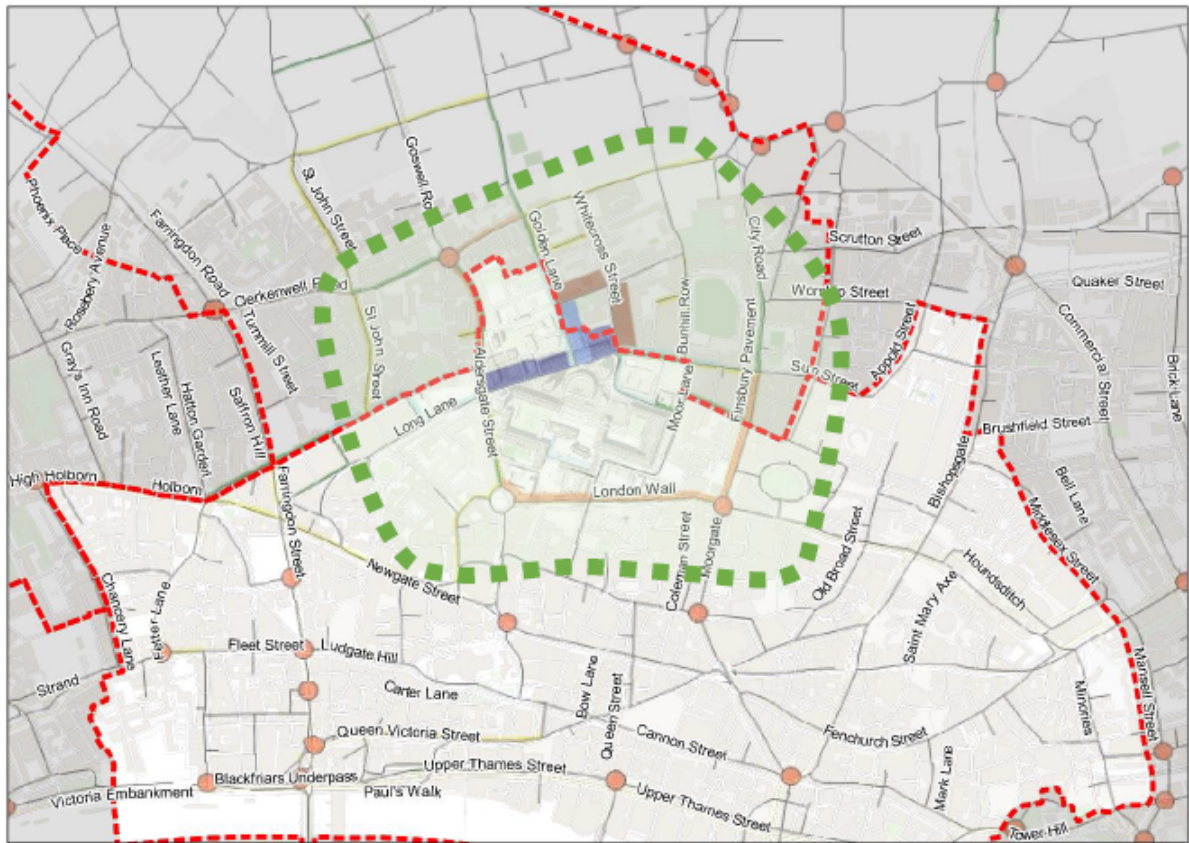 Goswell Ro
St. John Street
Whitecross Street
Golden Lane
Phoenix Place
Farringdon Road
Rosebery Avenue
City Road
Scrutton Street
Quaker Street
Clerkenwell Road
Turnmill Street
Bunhill Row
Worship Street
Commercial Street
Brick Lane
Gray's Inn Road
Leather Lane
Hatton Garden
Saffron Hill
St John Street
Aldersgate Street
Long Lane
Moor Lane
Finsbury Pavement
Sun Street
Appold Street
Brushfield Street
High Holborn
Holborn
Farringdon Street
London Wall
Bishopsgate
Bell Lane
Middlesex Street
Newgate Street
Coleman Street
Moorgate
Old Broad Street
Houndsditch
Chancery Lane
Fetter Lane
Fleet Street
Ludgate Hill
Saint Mary Axe
Strand
Carter Lane
Bow Lane
Queen Street
Minories
Mansell Street
Queen Victoria Street
Cannon Street
Fenchurch Street
Upper Thames Street
Mark Lane
Victoria Embankment
Blackfriars Underpass
Paul's Walk
Upper Thames Street
Tower Hill